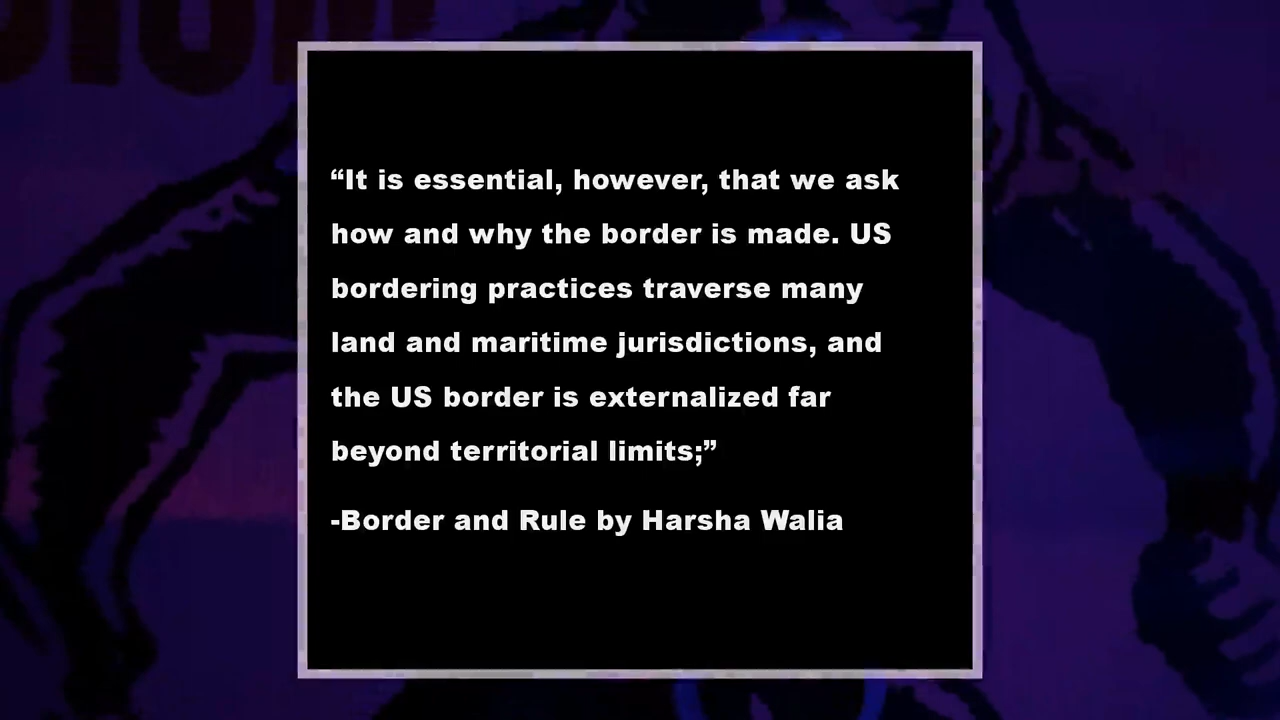 “It is essential, however, that we ask
how and why the border is made. US
bordering practices traverse many
land and maritime jurisdictions, and
the US border is externalized far
beyond territorial limits;”
-Border and Rule by Harsha Walia